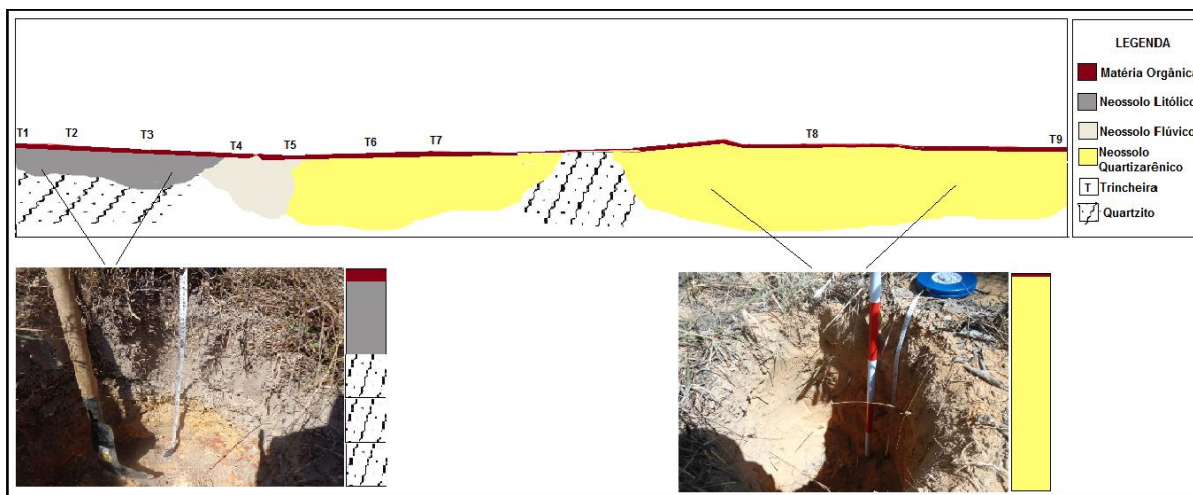 T1
T2
T3
T4
T5
T6
T7
T8
T9
LEGENDA
Matéria Orgânica
Neossolo Litólico
Neossolo Flúvico
Neossolo
Quartizarênico
T Trincheira
Quartzito